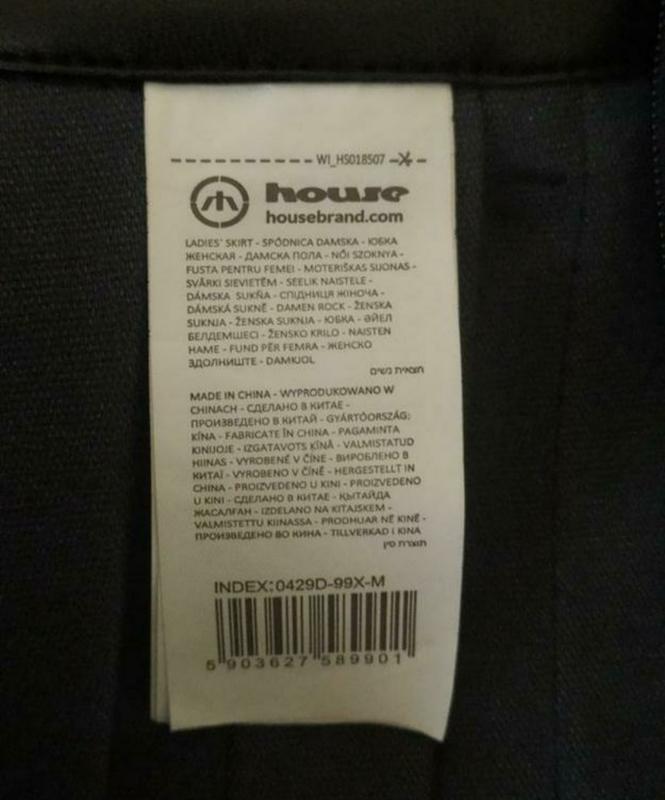 WI_HS018507
house
housebrand.com
LADIES' SKIRT - SPÓDNICA DAMSKA - ЮБКА
ЖЕНСКАЯ - ДАМСКА ПОЛА - NŐI SZOKNYA -
FUSTA PENTRU FEMEI - MOTERIŠKAS SIJONAS -
SVĀRKI SIEVIETĒM - SEELIK NAISTELE -
DÁMSKA SUKŇA - СПІДНИЦЯ ЖІНОЧА -
DÁMSKÁ SUKNĚ - DAMEN ROCK - ŽENSKA
SUKNJA - ŽENSKA SUKNJA - ЮБКА - ӘЙЕЛ
БЕЛДЕМШЕСІ - ŽENSKO KRILO - NAISTEN
HAME - FUND PËR FEMRA - ЖЕНСКО
ЗДОЛНИШТЕ - DAMKJOL
חצאית נשים
MADE IN CHINA - WYPRODUKOWANO W
CHINACH - СДЕЛАНО В КИТАЕ -
ПРОИЗВЕДЕНО В КИТАЙ - GYÁRTÓORSZÁG:
KÍNA - FABRICATE ÎN CHINA - PAGAMINTA
KINIJOJE - IZGATAVOTS ĶĪNĀ - VALMISTATUD
HIINAS - VYROBENÉ V ČÍNE - ВИРОБЛЕНО В
КИТАЇ - VYROBENO V ČÍNĚ - HERGESTELLT IN
CHINA - PROIZVEDENO U KINI - PROIZVEDENO
U KINI - СДЕЛАНО В КИТАЕ - ҚЫТАЙДА
ЖАСАЛҒАН - IZDELANO NA KITAJSKEM -
VALMISTETTU KIINASSA - PRODHUAR NË KINË -
ПРОИЗВЕДЕНО ВО КИНА - TILLVERKAD I KINA
תוצרת סין
INDEX:0429D-99X-M
5 903627 589901